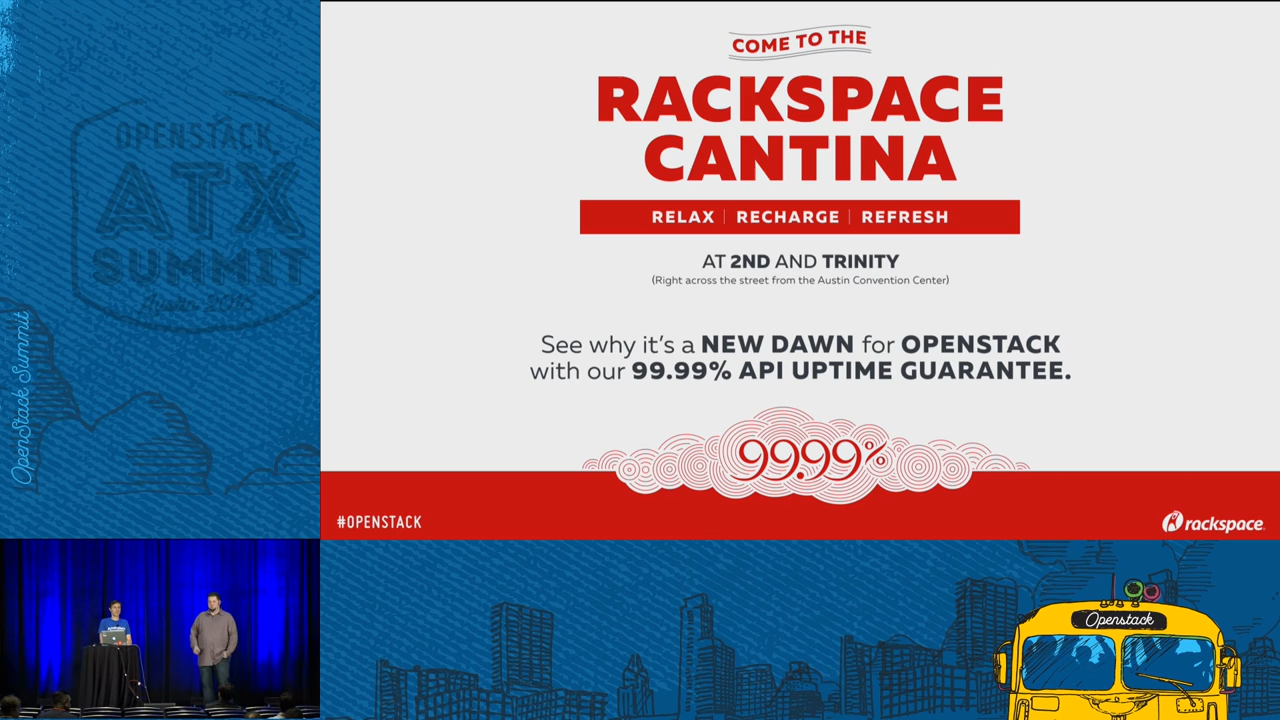 OPENSTACK
ATX
SUMMIT
OpenStack Summit
COME TO THE
RACKSPACE
CANTINA
RELAX | RECHARGE | REFRESH
AT 2ND AND TRINITY
(Right across the street from the Austin Convention Center)
See why it's a NEW DAWN for OPENSTACK
with our 99.99% API UPTIME GUARANTEE.
99.99%
#OPENSTACK
rackspace
Openstack